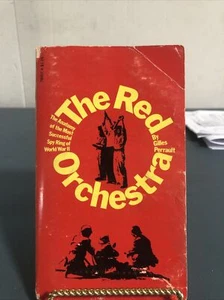 The Red
Orchestra
The Anatomy
of the Most
Successful
Spy Ring of
World War II
By
Gilles
Perrault